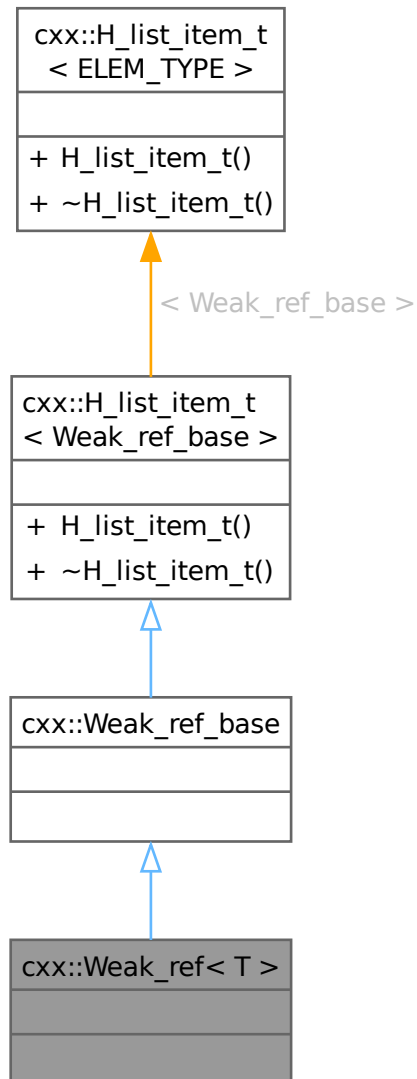 cxx::H_list_item_t
< ELEM_TYPE >
+ H_list_item_t()
+ ~H_list_item_t()
< Weak_ref_base >
cxx::H_list_item_t
< Weak_ref_base >
+ H_list_item_t()
+ ~H_list_item_t()
cxx::Weak_ref_base
cxx::Weak_ref< T >